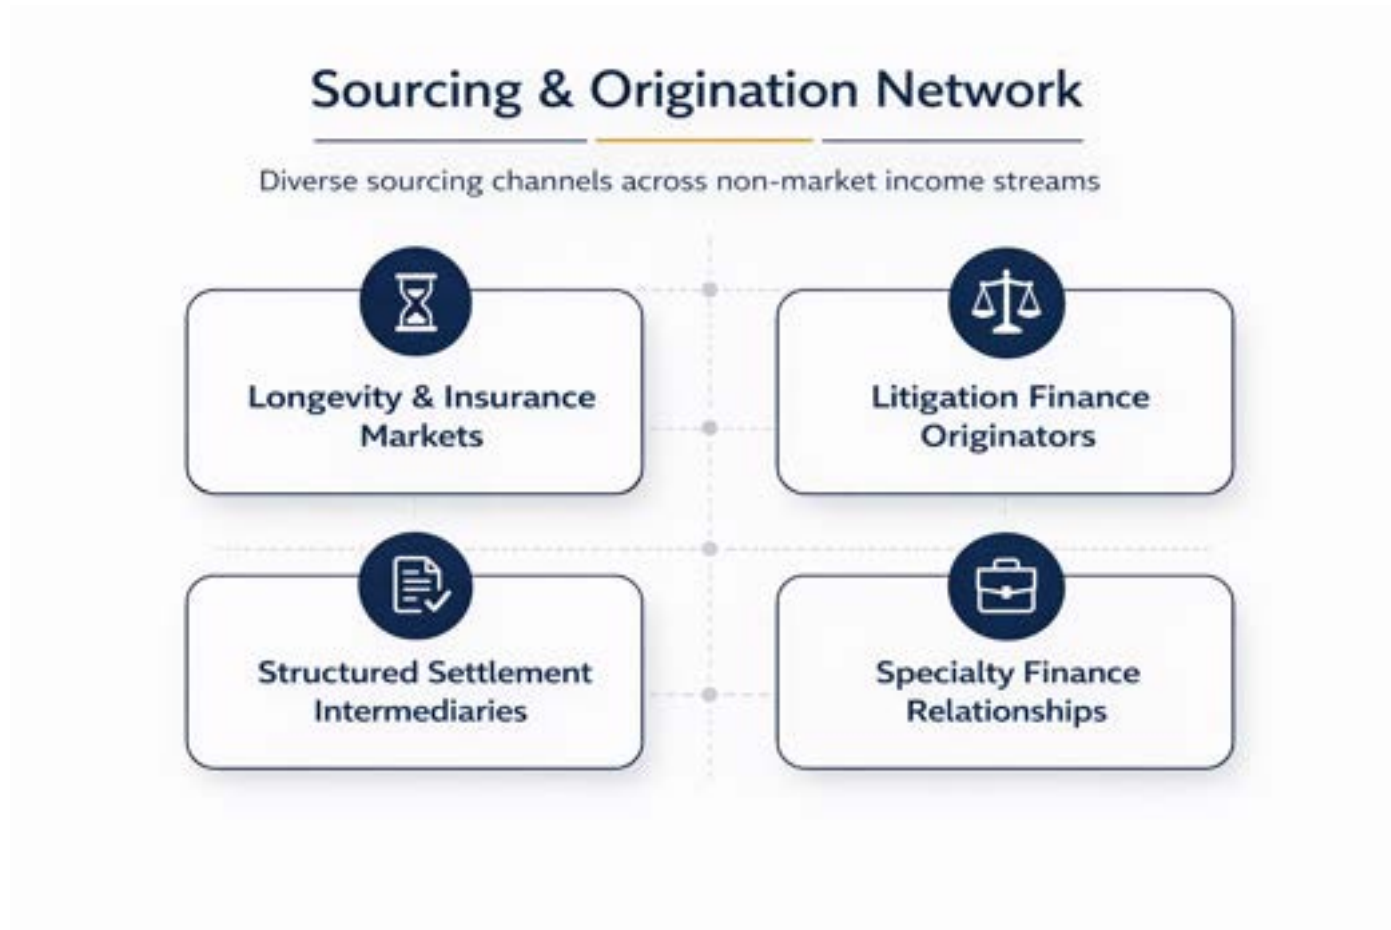 Sourcing & Origination Network
Diverse sourcing channels across non-market income streams
Longevity & Insurance
Markets
Litigation Finance
Originators
Structured Settlement
Intermediaries
Specialty Finance
Relationships